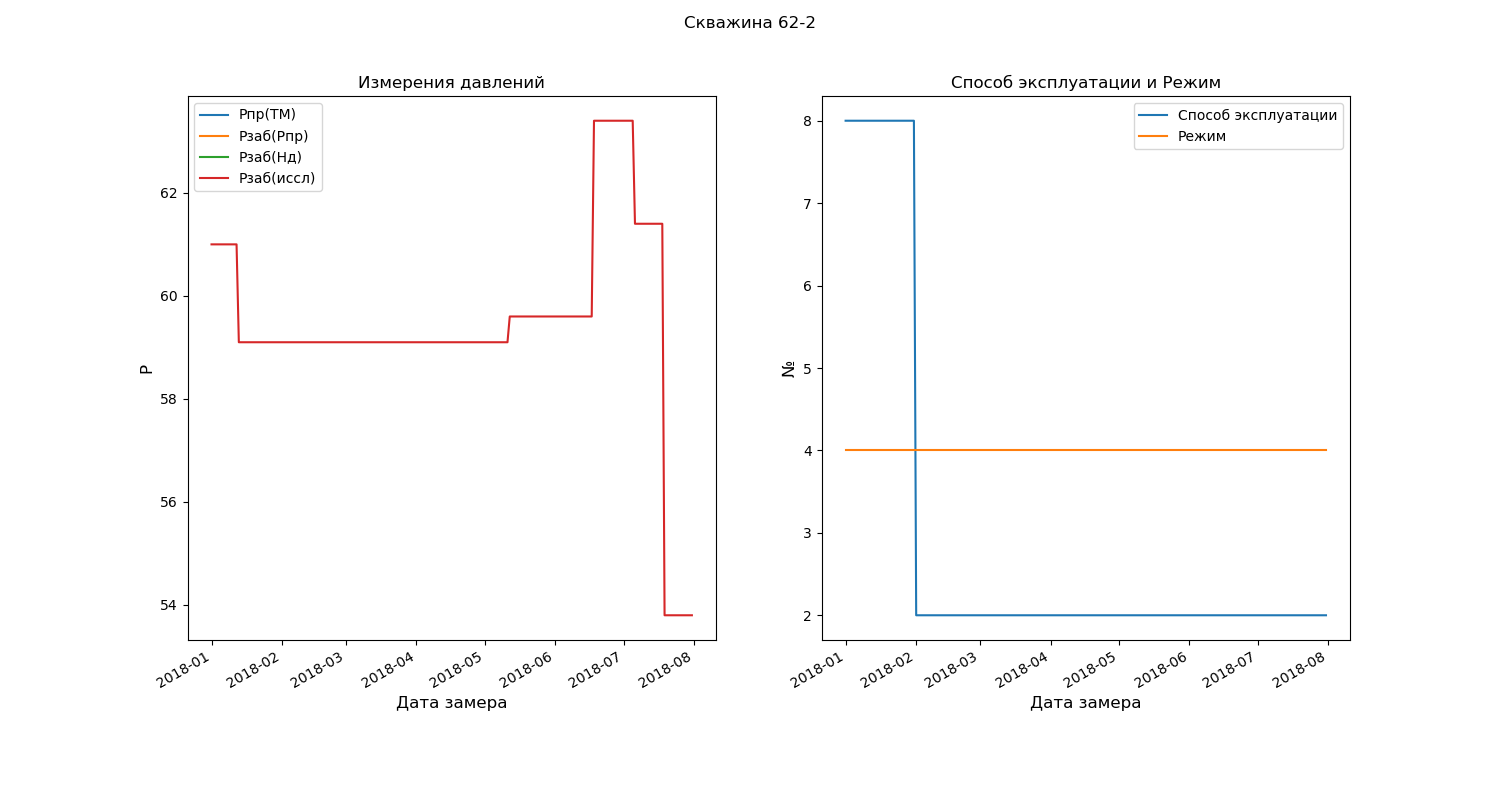 Скважина 62-2
Измерения давлений
Рпр(ТМ)
Рзаб(Рпр)
Рзаб(Нд)
Рзаб(иссл)
62
60
58
56
54
Р
2018-01
2018-02
2018-03
2018-04
2018-05
2018-06
2018-07
2018-08
Дата замера
Способ эксплуатации и Режим
Способ эксплуатации
Режим
8
7
6
5
4
3
2
№
2018-01
2018-02
2018-03
2018-04
2018-05
2018-06
2018-07
2018-08
Дата замера